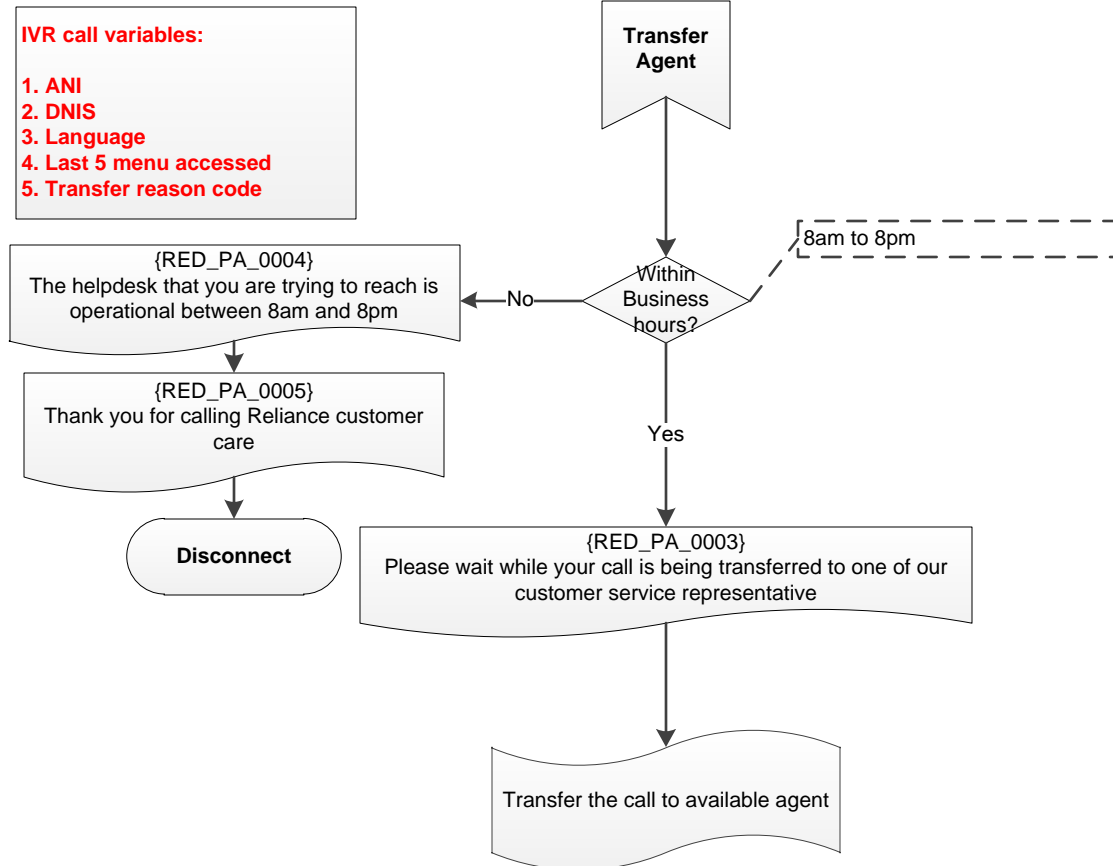 IVR call variables:
1. ANI
2. DNIS
3. Language
4. Last 5 menu accessed
5. Transfer reason code
Transfer
Agent
8am to 8pm
Within
Business
hours?
No
{RED_PA_0004}
The helpdesk that you are trying to reach is
operational between 8am and 8pm
{RED_PA_0005}
Thank you for calling Reliance customer
care
Disconnect
Yes
{RED_PA_0003}
Please wait while your call is being transferred to one of our
customer service representative
Transfer the call to available agent